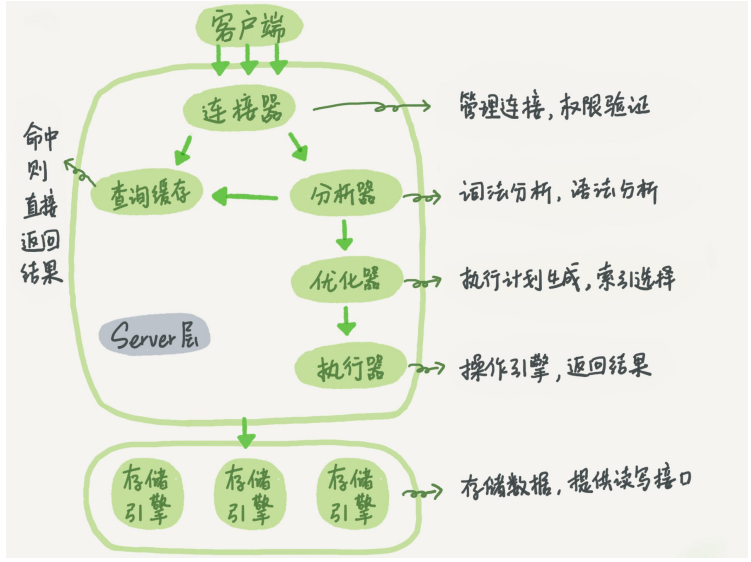 客户端
连接器
管理连接,权限验证
命中
则
直接
返回
结果
查询缓存
分析器
词法分析,语法分析
优化器
执行计划生成,索引选择
Server层
执行器
操作引擎,返回结果
存储
引擎
存储
引擎
存储
引擎
存储数据,提供读写接口